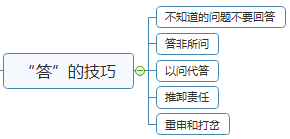 “答”的技巧
不知道的问题不要回答
答非所问
以问代答
推卸责任
重申和打岔